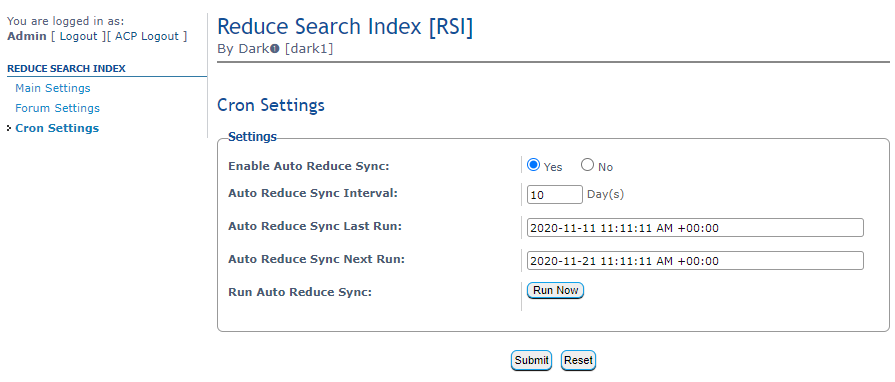 You are logged in as:
Admin [ Logout ][ ACP Logout ]
REDUCE SEARCH INDEX
Main Settings
Forum Settings
Cron Settings
Reduce Search Index [RSI]
By Dark❶ [dark1]
Cron Settings
Settings
Enable Auto Reduce Sync: Yes No
Auto Reduce Sync Interval: 10 Day(s)
Auto Reduce Sync Last Run: 2020-11-11 11:11:11 AM +00:00
Auto Reduce Sync Next Run: 2020-11-21 11:11:11 AM +00:00
Run Auto Reduce Sync: Run Now
Submit Reset